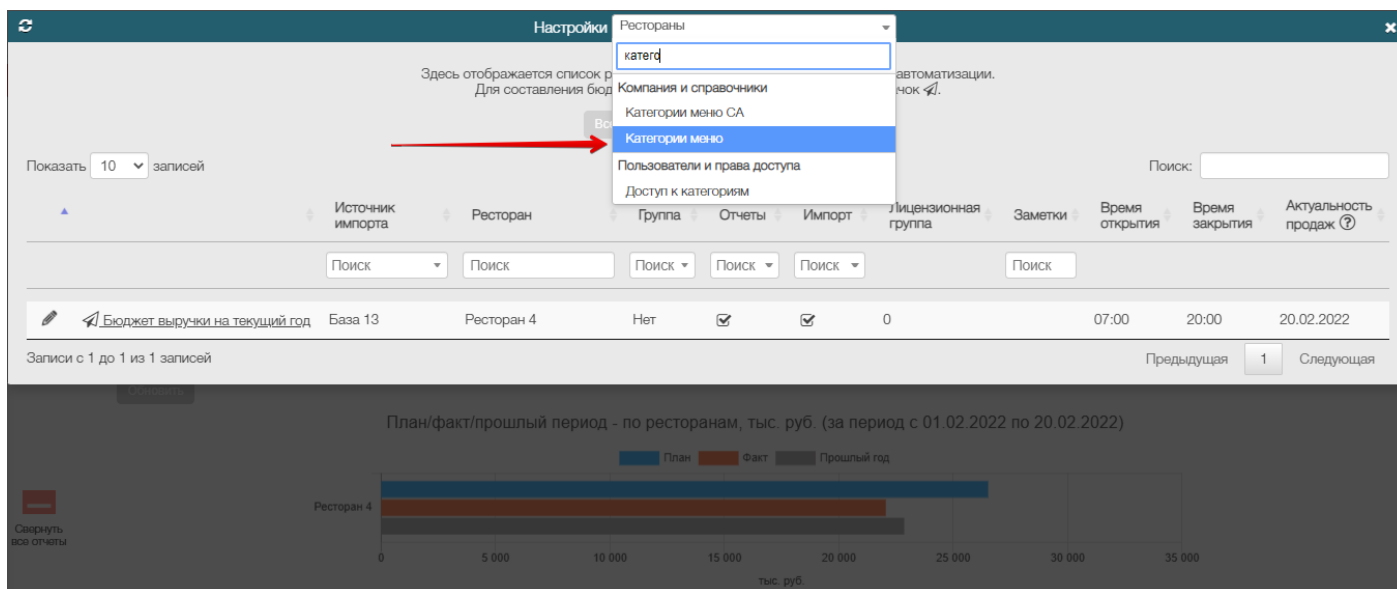 Настройки Рестораны
категo
Здесь отображается список р автоматизации.
Для составления бюд чок
Компания и справочники
Категории меню СА
Все
Категории меню
Пользователи и права доступа
Доступ к категориям
Показать 10 записей Поиск:
Источник импорта Ресторан Группа Отчеты Импорт Лицензионная группа Заметки Время открытия Время закрытия Актуальность продаж ?
Поиск Поиск Поиск Поиск Поиск Поиск
Бюджет выручки на текущий год База 13 Ресторан 4 Нет 0 07:00 20:00 20.02.2022
Записи с 1 до 1 из 1 записей Предыдущая 1 Следующая
Обновить
План/факт/прошлый период - по ресторанам, тыс. руб. (за период с 01.02.2022 по 20.02.2022)
План Факт Прошлый год
Ресторан 4
Свернуть
все отчеты
0 5 000 10 000 15 000 20 000 25 000 30 000 35 000
тыс. руб.